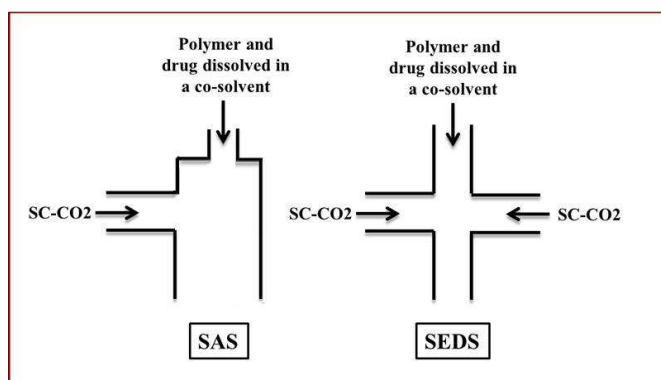 Polymer and
drug dissolved in
a co-solvent
SC-CO2
SAS
Polymer and
drug dissolved in
a co-solvent
SC-CO2
SC-CO2
SEDS